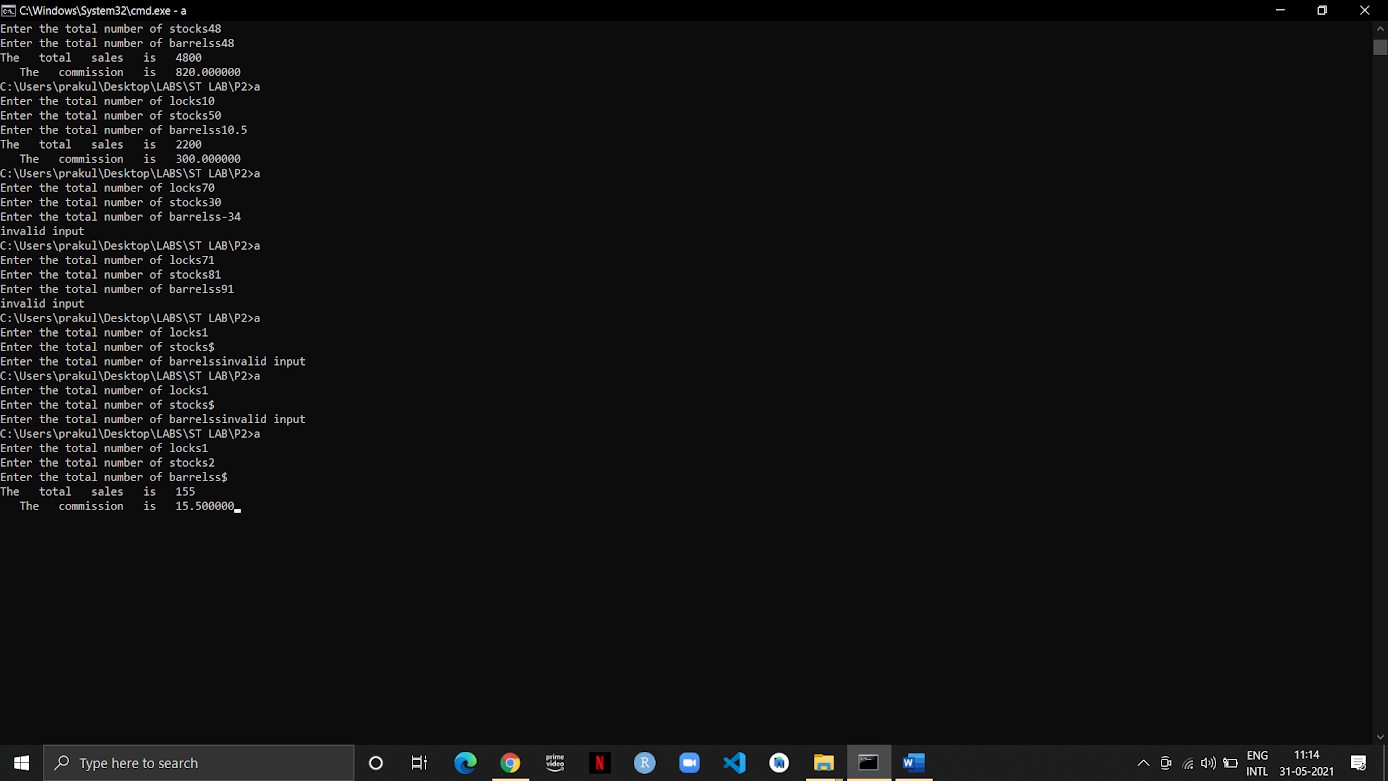 C:\Windows\System32\cmd.exe - a
Enter the total number of stocks48
Enter the total number of barrelss48
The   total   sales   is   4800
   The   commission   is   820.000000
C:\Users\prakul\Desktop\LABS\ST LAB\P2>a
Enter the total number of locks10
Enter the total number of stocks50
Enter the total number of barrelss10.5
The   total   sales   is   2200
   The   commission   is   300.000000
C:\Users\prakul\Desktop\LABS\ST LAB\P2>a
Enter the total number of locks70
Enter the total number of stocks30
Enter the total number of barrelss-34
invalid input
C:\Users\prakul\Desktop\LABS\ST LAB\P2>a
Enter the total number of locks71
Enter the total number of stocks81
Enter the total number of barrelss91
invalid input
C:\Users\prakul\Desktop\LABS\ST LAB\P2>a
Enter the total number of locks1
Enter the total number of stocks$
Enter the total number of barrelssinvalid input
C:\Users\prakul\Desktop\LABS\ST LAB\P2>a
Enter the total number of locks1
Enter the total number of stocks$
Enter the total number of barrelssinvalid input
C:\Users\prakul\Desktop\LABS\ST LAB\P2>a
Enter the total number of locks1
Enter the total number of stocks2
Enter the total number of barrelss$
The   total   sales   is   155
   The   commission   is   15.500000
Type here to search
prime video
N
R
W
ENG
INTL
11:14
31-05-2021